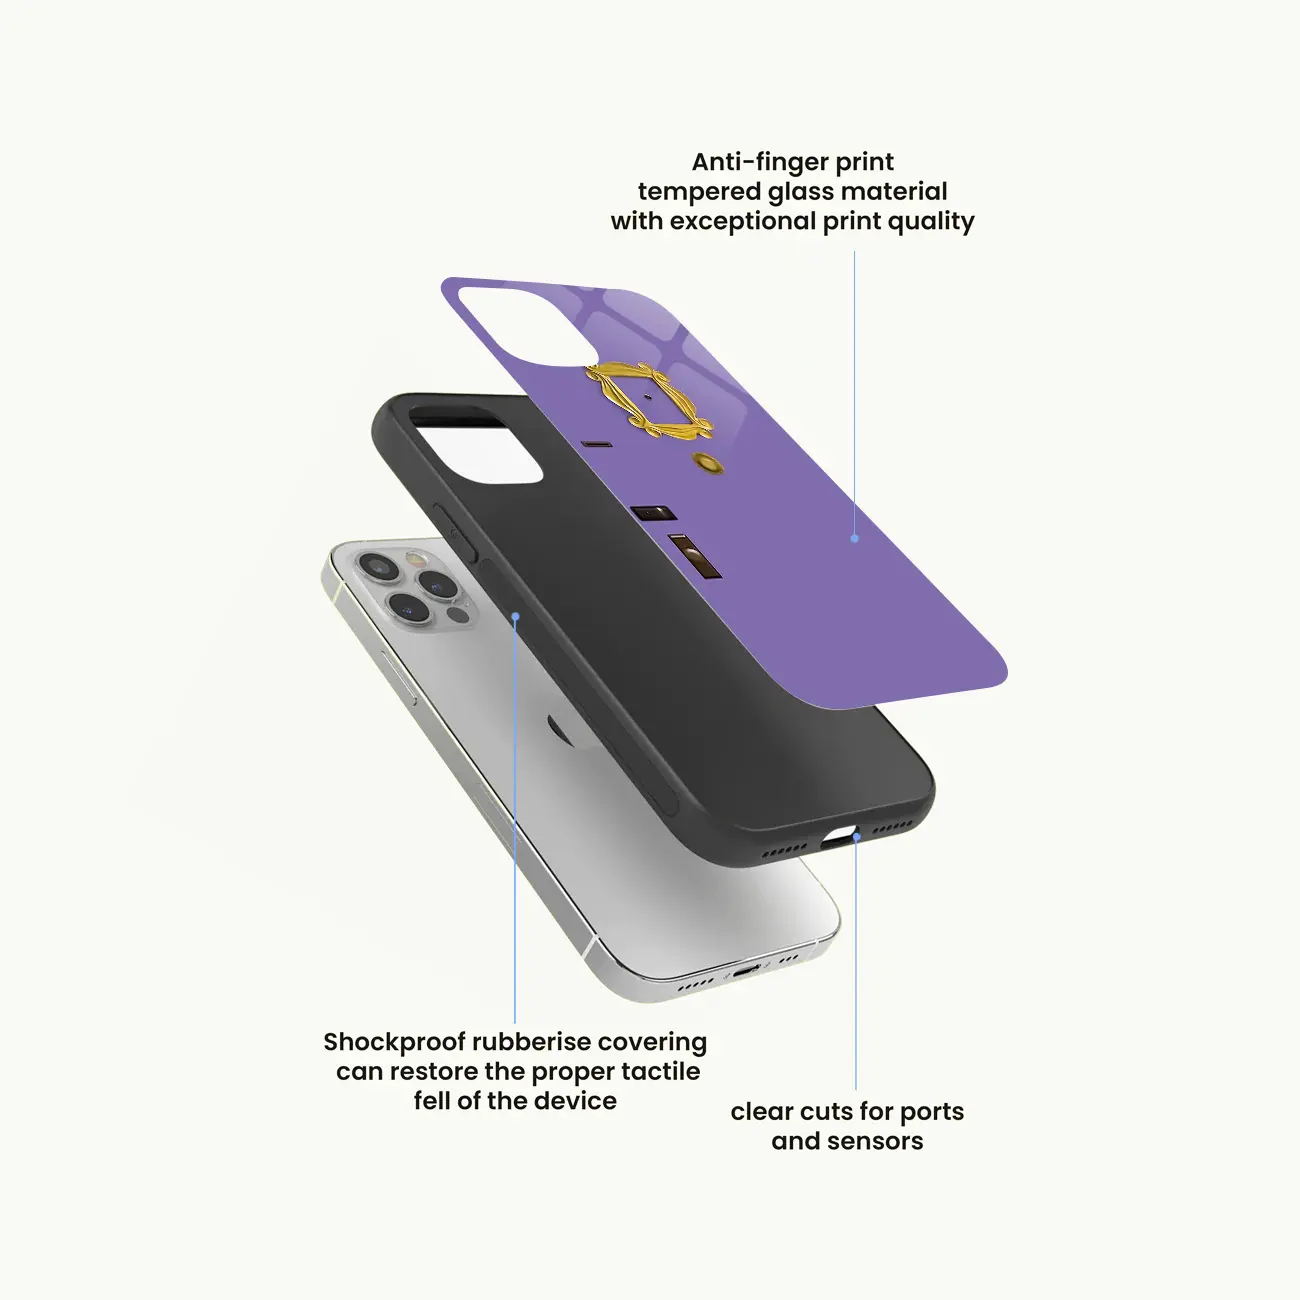 Anti-finger print
tempered glass material
with exceptional print quality
Shockproof rubberise covering
can restore the proper tactile
fell of the device
clear cuts for ports
and sensors